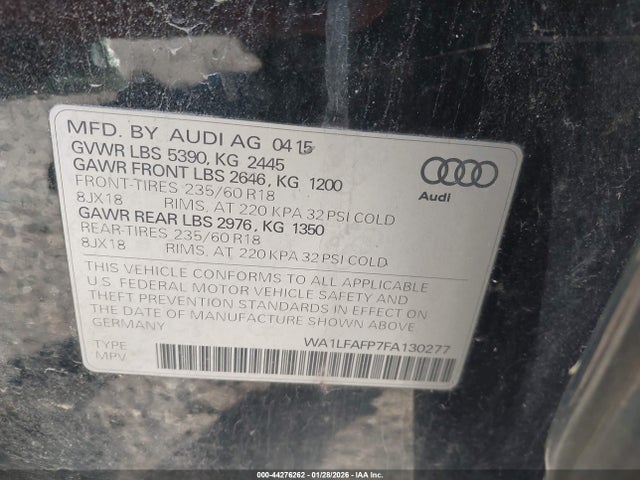 MFD. BY AUDI AG 04 15
GVWR LBS 5390, KG 2445
GAWR FRONT LBS 2646, KG 1200
FRONT-TIRES 235/60 R18
8JX18 RIMS, AT 220 KPA 32 PSI COLD
GAWR REAR LBS 2976, KG 1350
REAR-TIRES 235/60 R18
8JX18 RIMS, AT 220 KPA 32 PSI COLD
Audi
THIS VEHICLE CONFORMS TO ALL APPLICABLE
U.S. FEDERAL MOTOR VEHICLE SAFETY AND
THEFT PREVENTION STANDARDS IN EFFECT ON
THE DATE OF MANUFACTURE SHOWN ABOVE.
GERMANY
WA1LFAFP7FA130277
TYPE
MPV
000-44276262 | 01/28/2026 - IAA Inc.